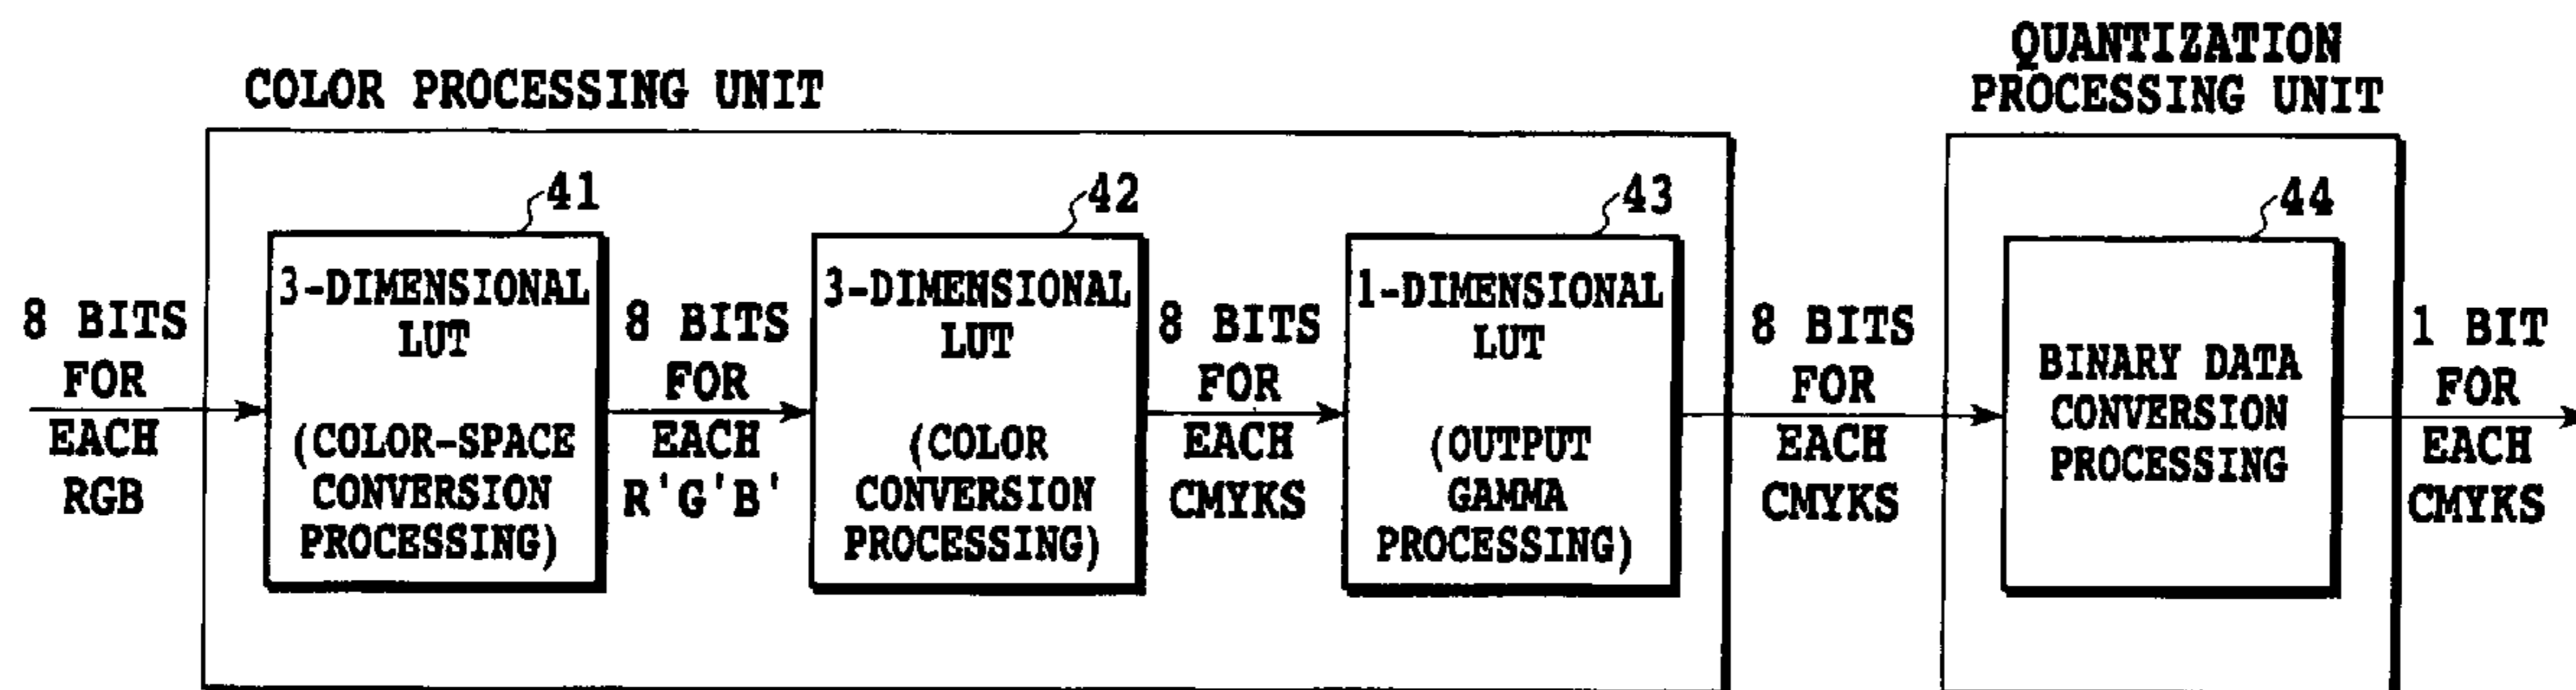 COLOR PROCESSING UNIT
QUANTIZATION
PROCESSING UNIT
8 BITS
FOR
EACH
RGB
41
3-DIMENSIONAL
LUT
(COLOR-SPACE
CONVERSION
PROCESSING)
8 BITS
FOR
EACH
R'G'B'
42
3-DIMENSIONAL
LUT
(COLOR
CONVERSION
PROCESSING)
8 BITS
FOR
EACH
CMYKS
43
1-DIMENSIONAL
LUT
(OUTPUT
GAMMA
PROCESSING)
8 BITS
FOR
EACH
CMYKS
44
BINARY DATA
CONVERSION
PROCESSING
1 BIT
FOR
EACH
CMYKS